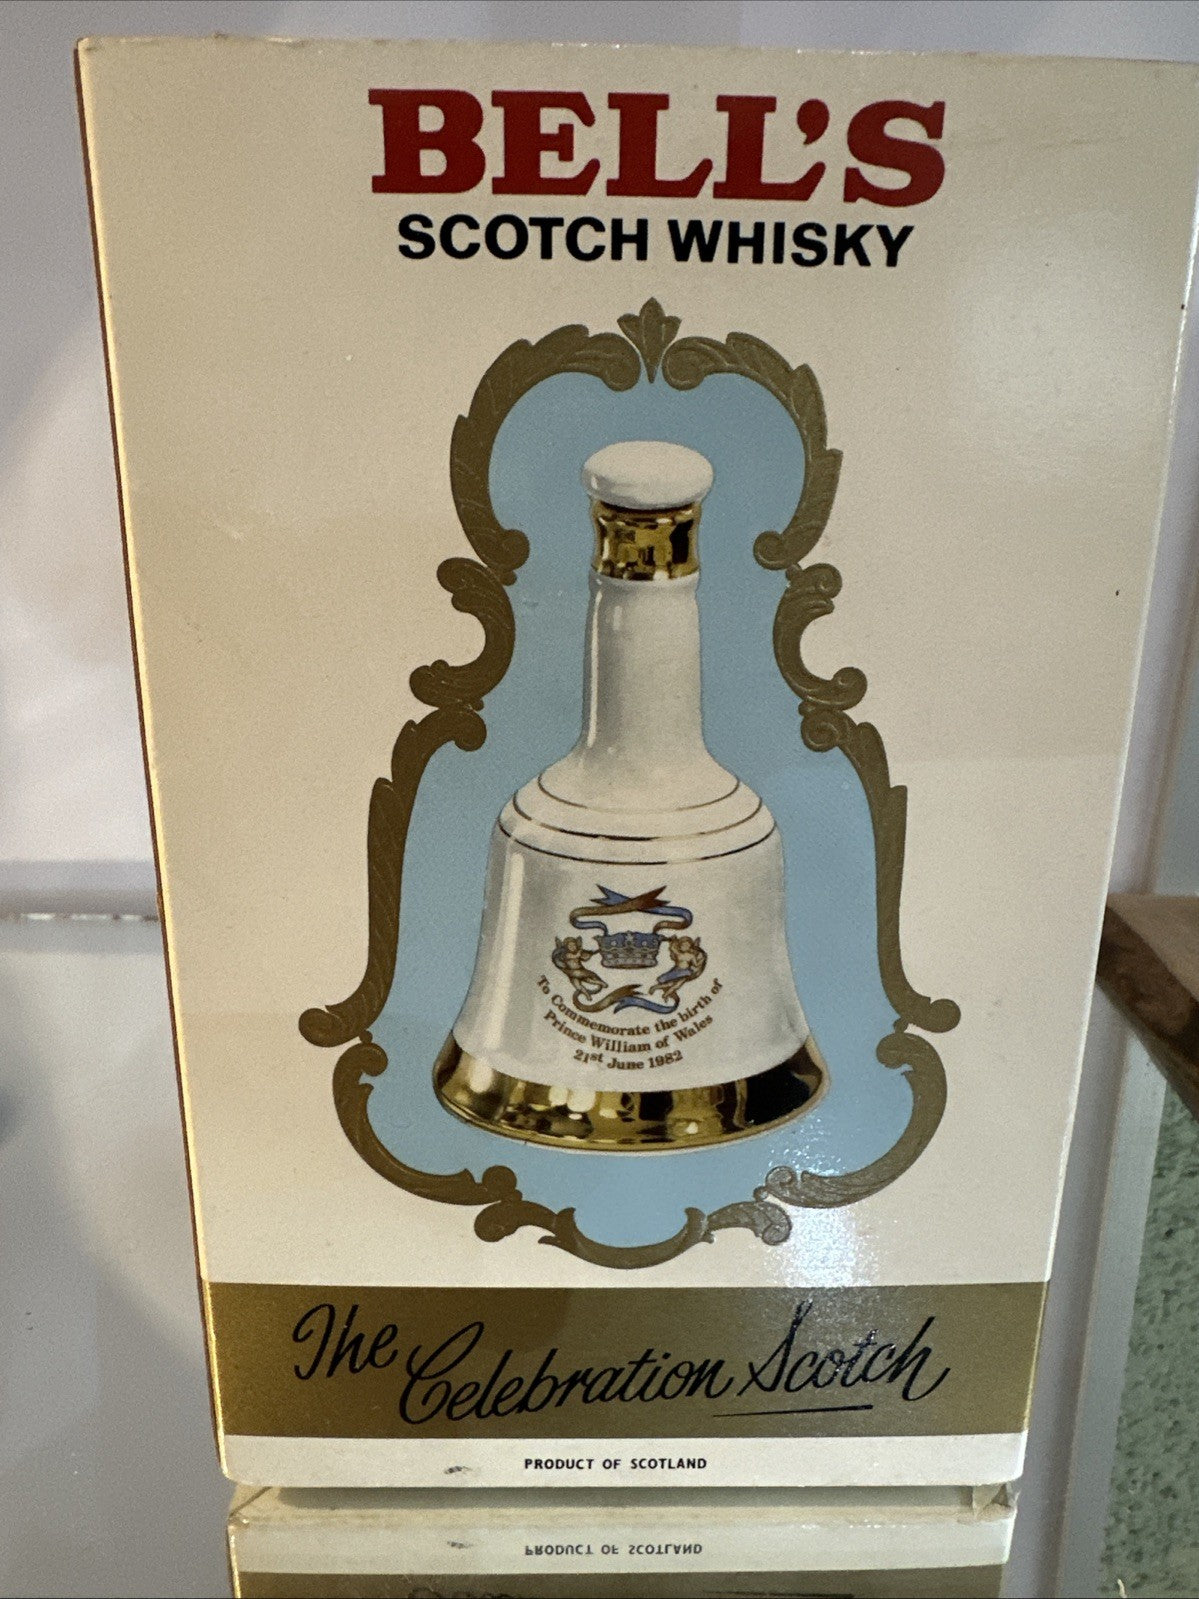 BELL'S
SCOTCH WHISKY
To Commemorate the birth of
Prince William of Wales
21st June 1982
The Celebration Scotch
PRODUCT OF SCOTLAND
PRODUCT OF SCOTLAND